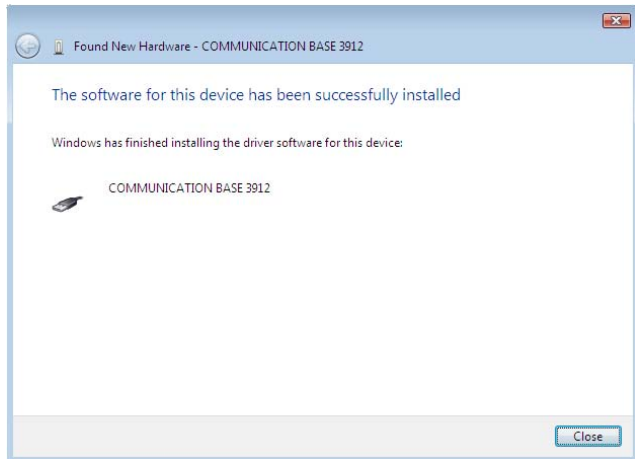 Found New Hardware - COMMUNICATION BASE 3912
The software for this device has been successfully installed
Windows has finished installing the driver software for this device:
COMMUNICATION BASE 3912
Close